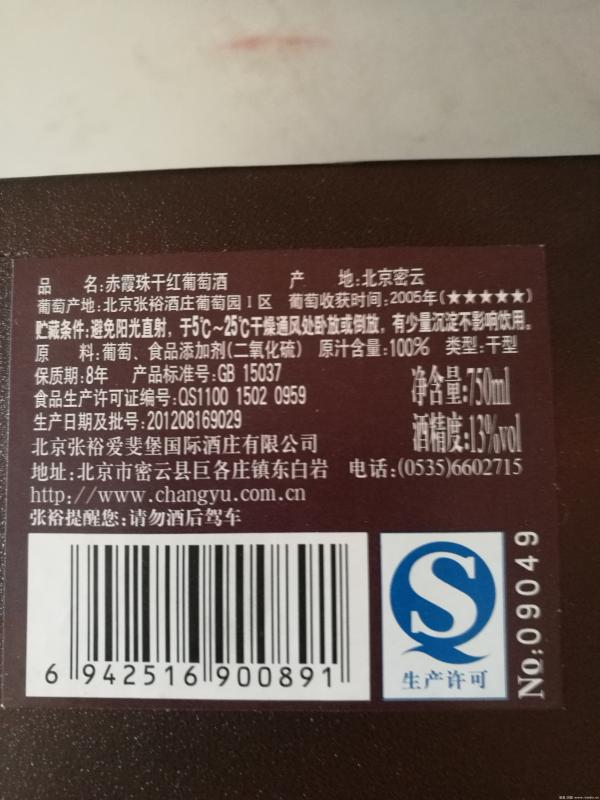 品　　名:赤霞珠干红葡萄酒　　产　　地:北京密云
葡萄产地:北京张裕酒庄葡萄园I区　葡萄收获时间:2005年(★★★★★)
贮藏条件:避免阳光直射，于5℃~25℃干燥通风处卧放或倒放，有少量沉淀不影响饮用。
原　　料:葡萄、食品添加剂(二氧化硫)　原汁含量:100%　类型:干型
保质期:8年　产品标准号:GB 15037
食品生产许可证编号:QS1100 1502 0959
生产日期及批号:201208169029
净含量:750ml
酒精度:13%vol
北京张裕爱斐堡国际酒庄有限公司
地址:北京市密云县巨各庄镇东白岩　电话:(0535)6602715
http://www.changyu.com.cn
张裕提醒您:请勿酒后驾车
6 942516 900891
S
生产许可
No:09049